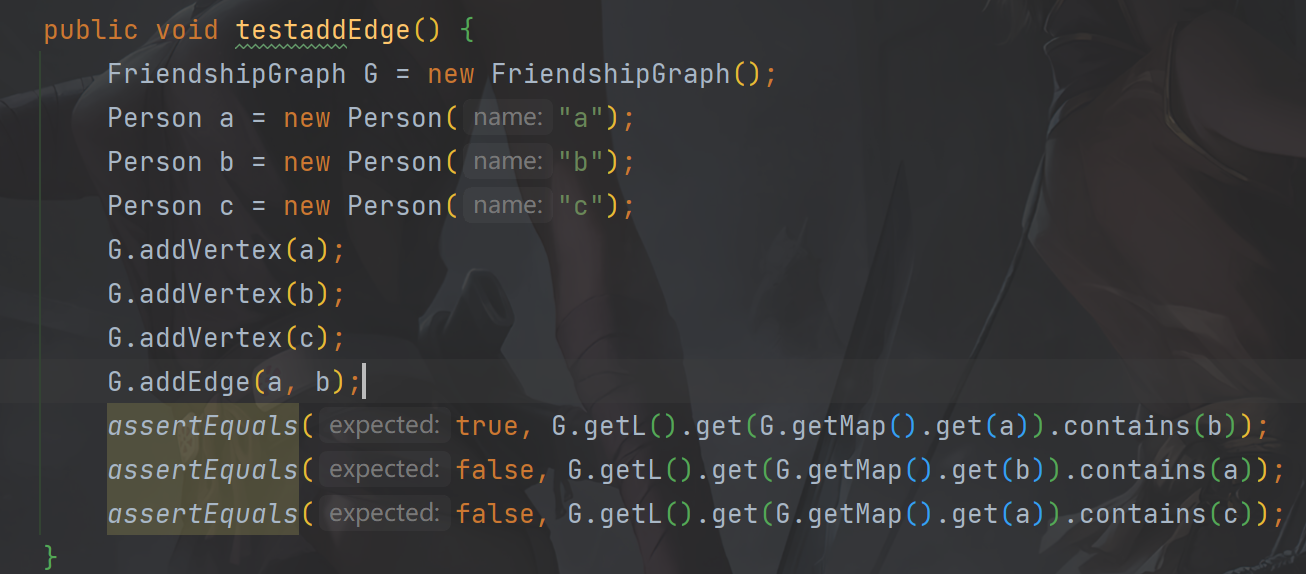 public void testaddEdge() {
FriendshipGraph G = new FriendshipGraph();
Person a = new Person( name: "a");
Person b = new Person( name: "b");
Person c = new Person( name: "c");
G.addVertex(a);
G.addVertex(b);
G.addVertex(c);
G.addEdge(a, b);
assertEquals( expected: true, G.getL().get(G.getMap().get(a)).contains(b));
assertEquals( expected: false, G.getL().get(G.getMap().get(b)).contains(a));
assertEquals( expected: false, G.getL().get(G.getMap().get(a)).contains(c));
}